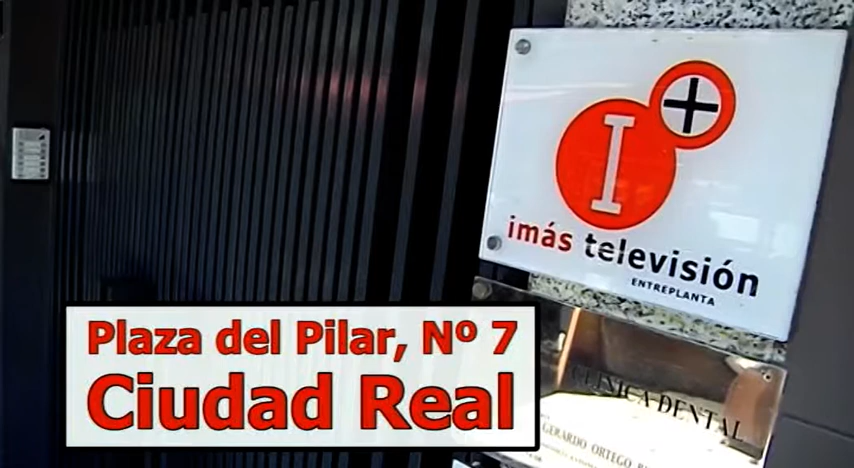 I+
imás televisión
ENTREPLANTA
Plaza del Pilar, Nº 7
Ciudad Real
CLINICA DENTAL
GERARDO ORTEGO